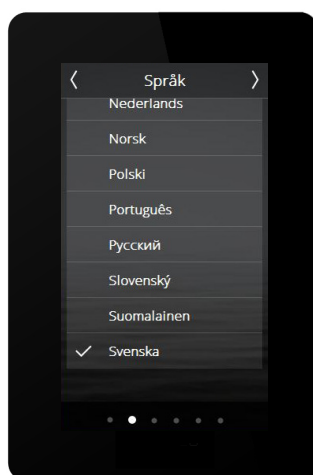 Språk
Nederlands
Norsk
Polski
Português
Русский
Slovenský
Suomalainen
Svenska